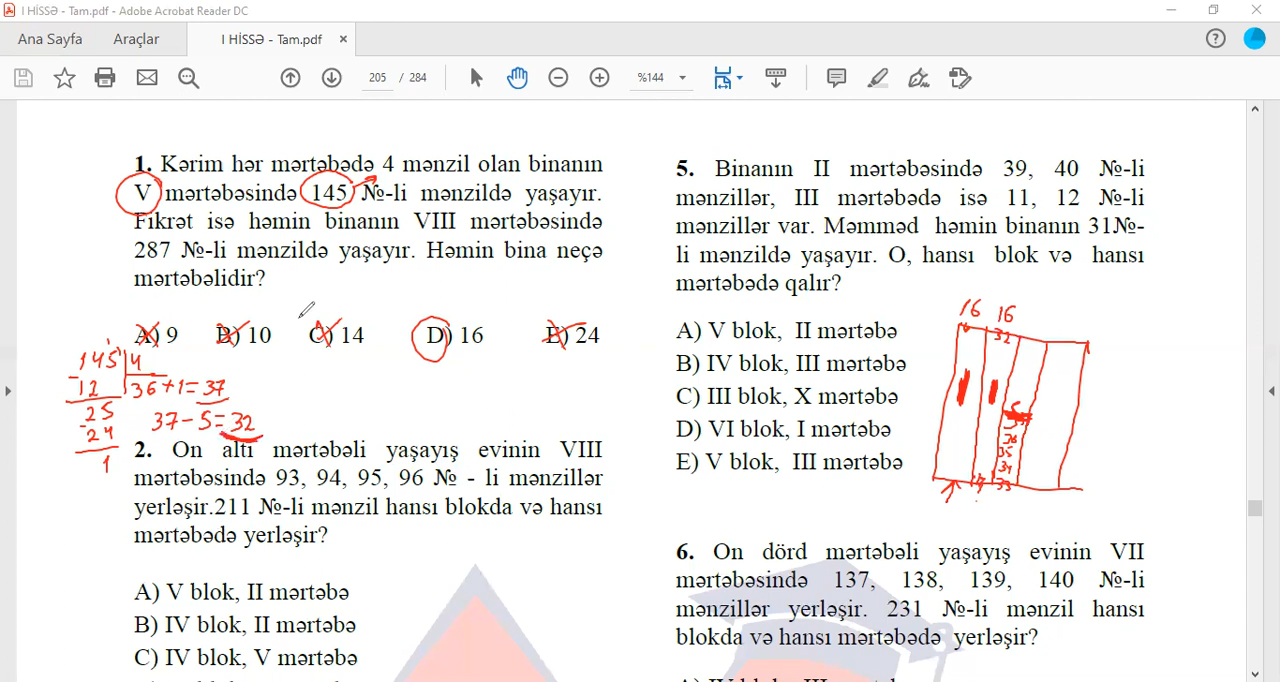 I HİSSƏ - Tam.pdf - Adobe Acrobat Reader DC
Ana Sayfa Araçlar I HİSSƏ - Tam.pdf ×
205 / 284 %144
1. Kərim hər mərtəbədə 4 mənzil olan binanın
V mərtəbəsində 145 №-li mənzildə yaşayır.
Fikrət isə həmin binanın VIII mərtəbəsində
287 №-li mənzildə yaşayır. Həmin bina neçə
mərtəbəlidir?
A) 9 B) 10 C) 14 D) 16 E) 24
145 4
- 12 36 + 1 = 37
25 37 - 5 = 32
- 24
1
2. On altı mərtəbəli yaşayış evinin VIII
mərtəbəsində 93, 94, 95, 96 № - li mənzillər
yerləşir.211 №-li mənzil hansı blokda və hansı
mərtəbədə yerləşir?
A) V blok, II mərtəbə
B) IV blok, II mərtəbə
C) IV blok, V mərtəbə
5. Binanın II mərtəbəsində 39, 40 №-li
mənzillər, III mərtəbədə isə 11, 12 №-li
mənzillər var. Məmməd həmin binanın 31№-
li mənzildə yaşayır. O, hansı blok və hansı
mərtəbədə qalır?
A) V blok, II mərtəbə
B) IV blok, III mərtəbə
C) III blok, X mərtəbə
D) VI blok, I mərtəbə
E) V blok, III mərtəbə
16 16
32
5
36
35
34
17 33
6. On dörd mərtəbəli yaşayış evinin VII
mərtəbəsində 137, 138, 139, 140 №-li
mənzillər yerləşir. 231 №-li mənzil hansı
blokda və hansı mərtəbədə yerləşir?